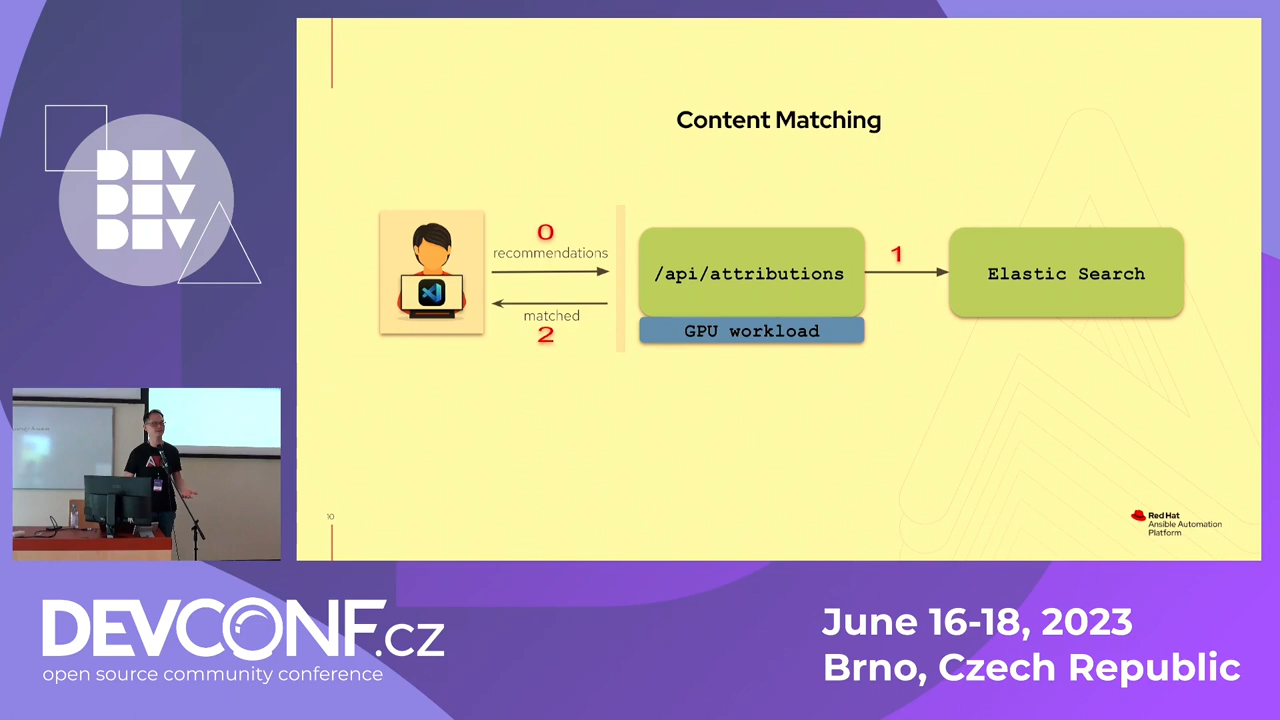 Content Matching
0
recommendations
matched
2
/api/attributions
GPU workload
1
Elastic Search
10
Red Hat
Ansible Automation
Platform
DEVCONF.cz
open source community conference
June 16-18, 2023
Brno, Czech Republic